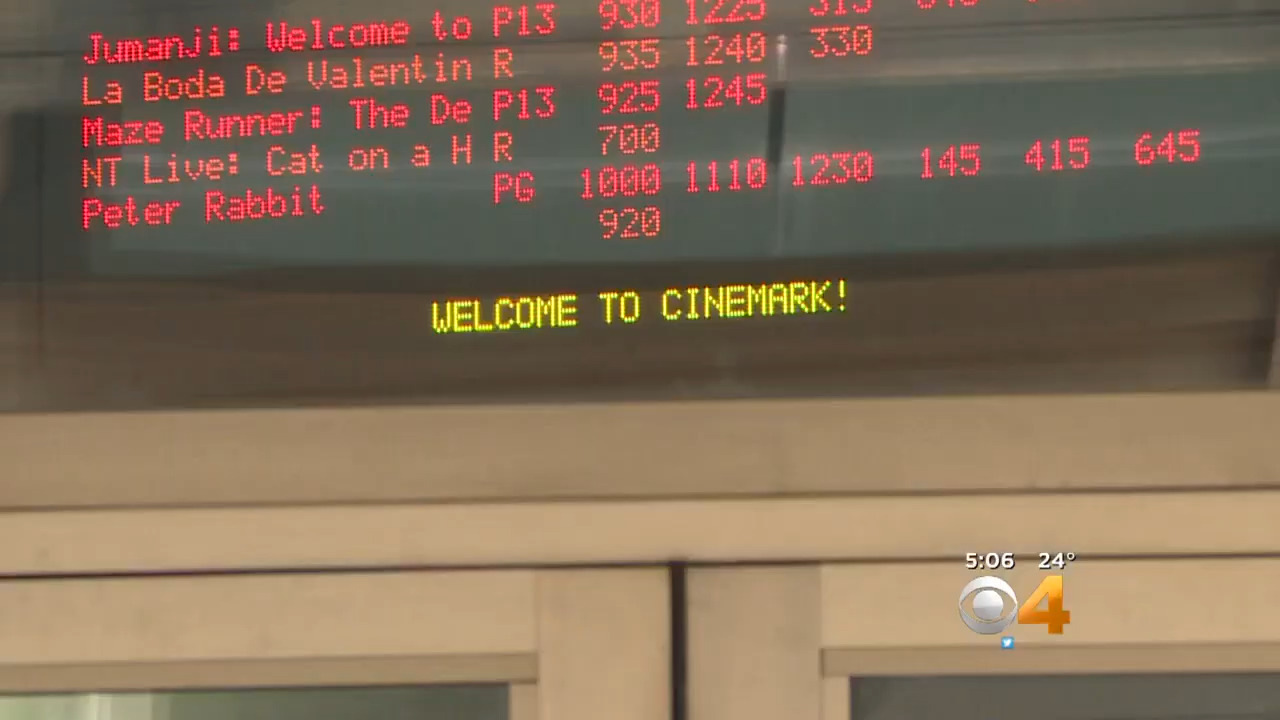 Jumanji: Welcome to P13 930 1225 315
La Boda De Valentin R 935 1240 330
Maze Runner: The De P13 925 1245
NT Live: Cat on a H R 700
Peter Rabbit PG 1000 1110 1230 145 415 645
920
WELCOME TO CINEMARK!
5:06 24°
4